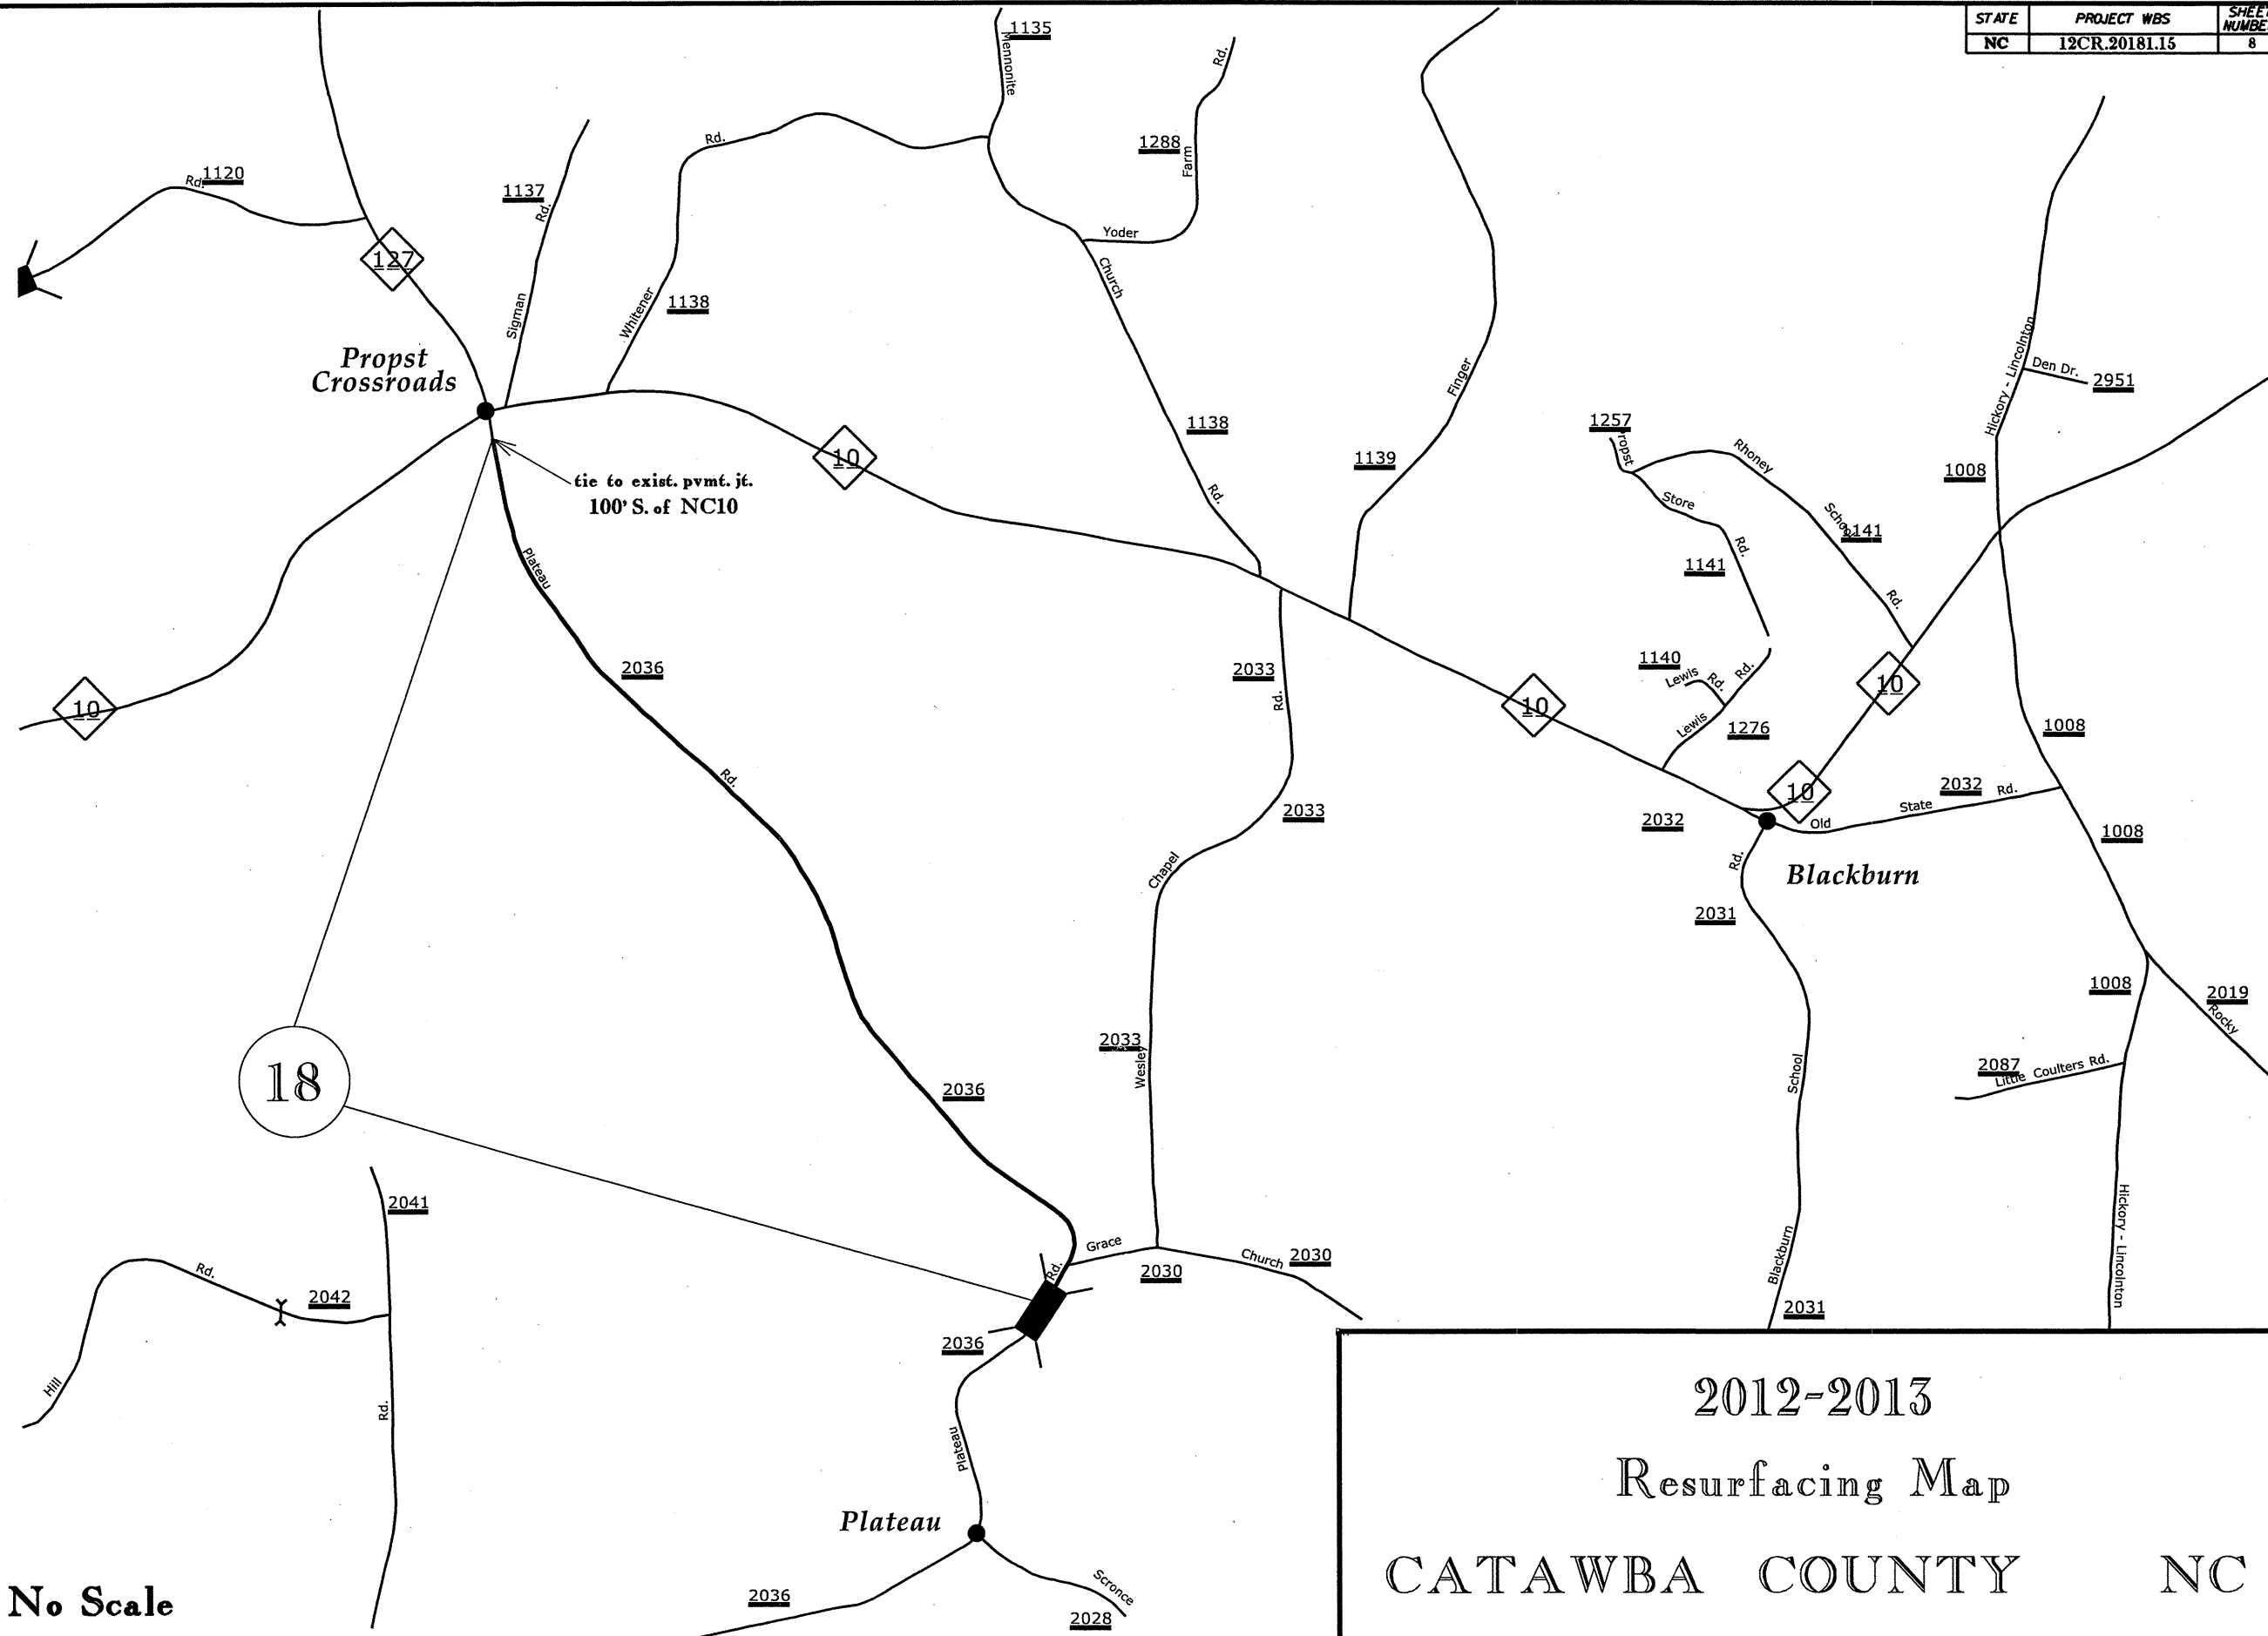 STATE PROJECT WBS SHEET NUMBE
NC 12CR.20181.15 8
1135
Mennonite
Rd.
1288
Farm
Yoder
Rd.
1120
Rd.
1137
Rd.
Sigman
127
Whitener
1138
Church
1138
Rd.
Propst
Crossroads
10
tie to exist. pvmt. jt.
100' S. of NC10
Finger
1139
1257
Propst
Rhoney
Store
School
1141
Rd.
1141
Rd.
Hickory - Lincolnton
Den Dr.
2951
1008
Plateau
2036
Rd.
10
2033
Rd.
10
1140
Lewis Rd.
Rd.
Lewis
1276
10
1008
10
2032
Rd.
State
Old
2032
2033
Chapel
1008
Rd.
Blackburn
2031
1008
2019
Rocky
2033
Wesley
2087
Little Coulters Rd.
School
18
2036
2041
Grace
2030
Church
2030
Rd.
Rd.
2042
Hill
Rd.
Blackburn
2031
Hickory - Lincolnton
2036
Plateau
Plateau
2036
Scronce
2028
No Scale
2012-2013
Resurfacing Map
CATAWBA COUNTY NC